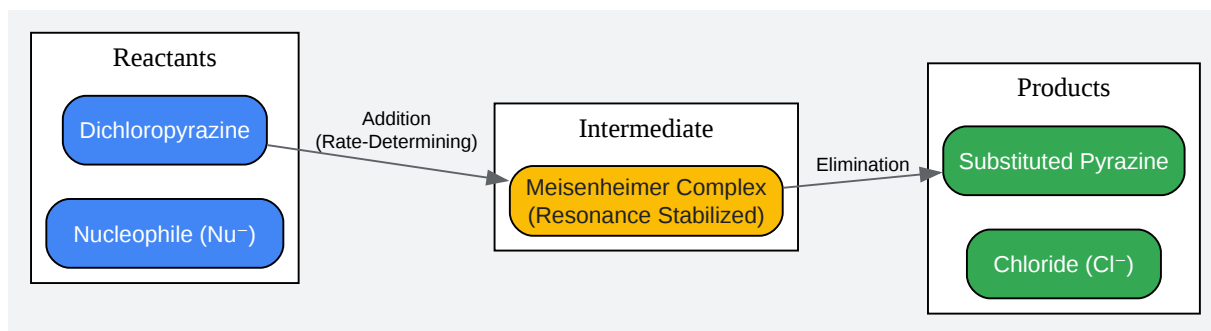 Reactants
Dichloropyrazine
Nucleophile (Nu⁻)
Addition
(Rate-Determining)
Intermediate
Meisenheimer Complex
(Resonance Stabilized)
Elimination
Products
Substituted Pyrazine
Chloride (Cl⁻)